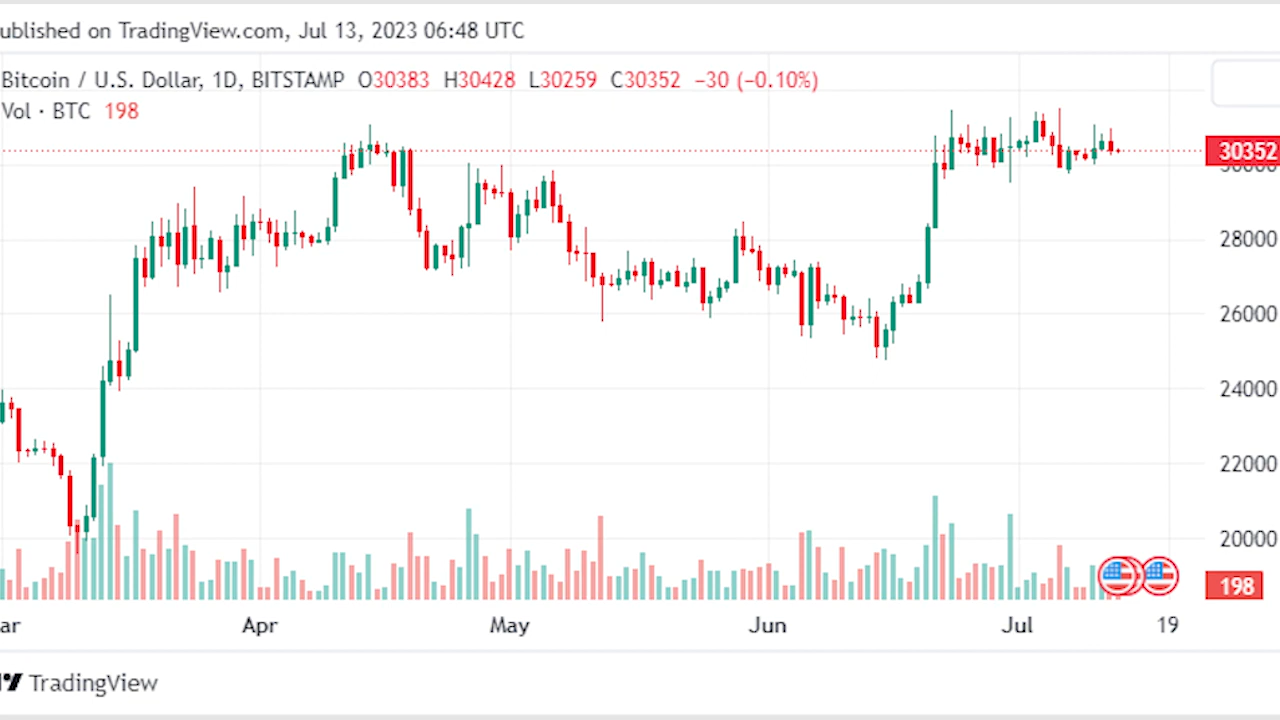 ublished on TradingView.com, Jul 13, 2023 06:48 UTC
Bitcoin / U.S. Dollar, 1D, BITSTAMP O30383 H30428 L30259 C30352 −30 (−0.10%)
Vol · BTC 198
30352
30000
28000
26000
24000
22000
20000
198
ar Apr May Jun Jul 19
TradingView